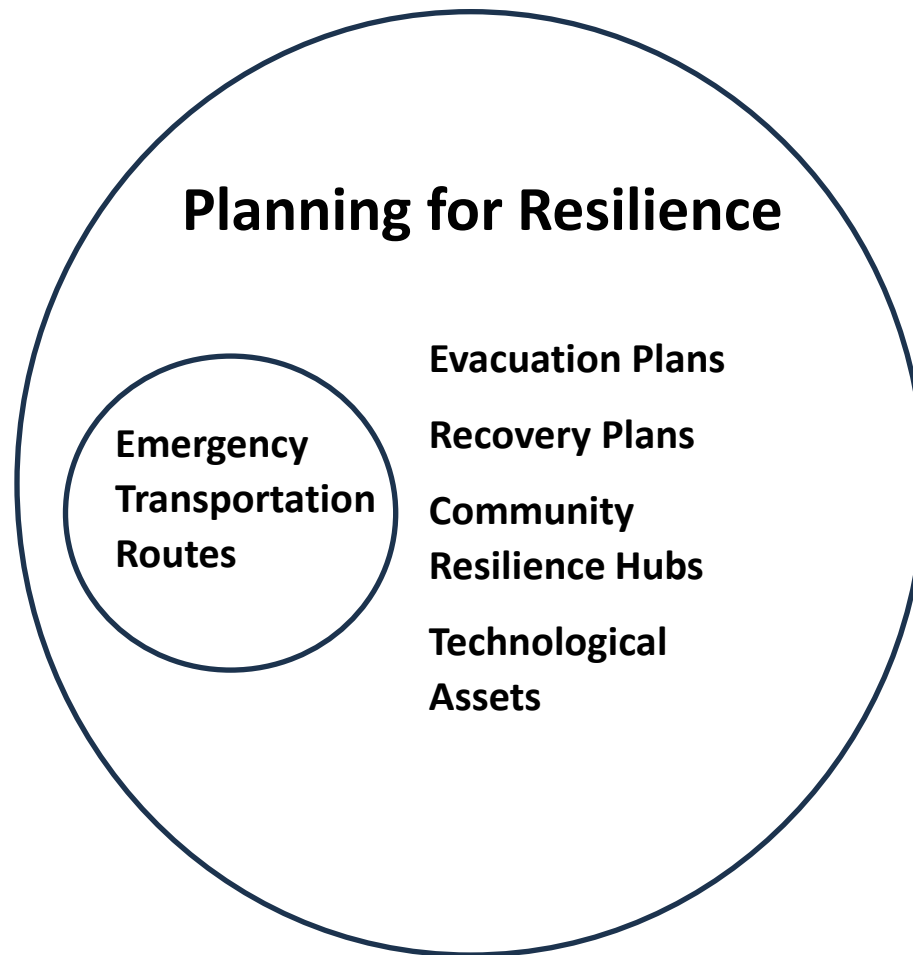 Planning for Resilience
Emergency
Transportation
Routes
Evacuation Plans
Recovery Plans
Community
Resilience Hubs
Technological
Assets